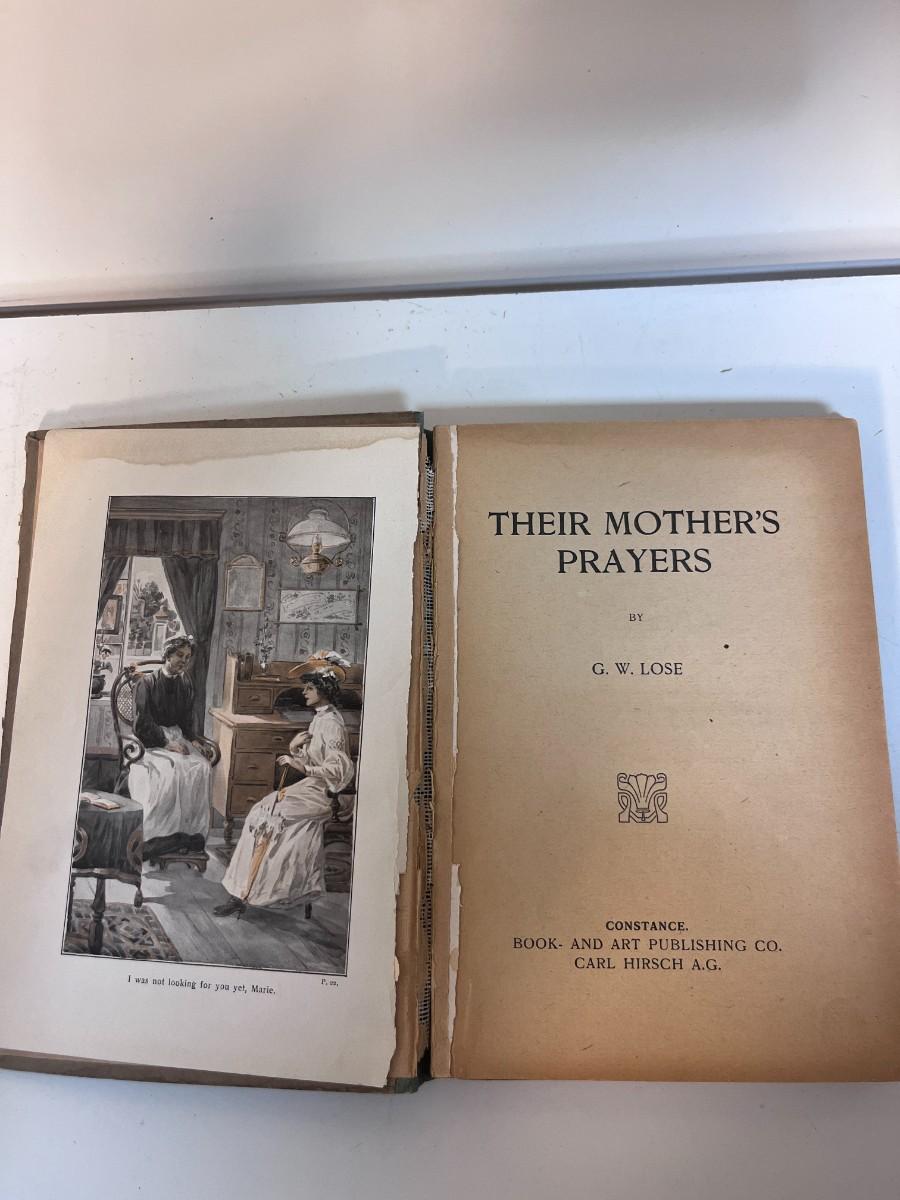 I was not looking for you yet, Marie.
P. 22.
THEIR MOTHER'S
PRAYERS
BY
G. W. LOSE
CONSTANCE.
BOOK- AND ART PUBLISHING CO.
CARL HIRSCH A.G.